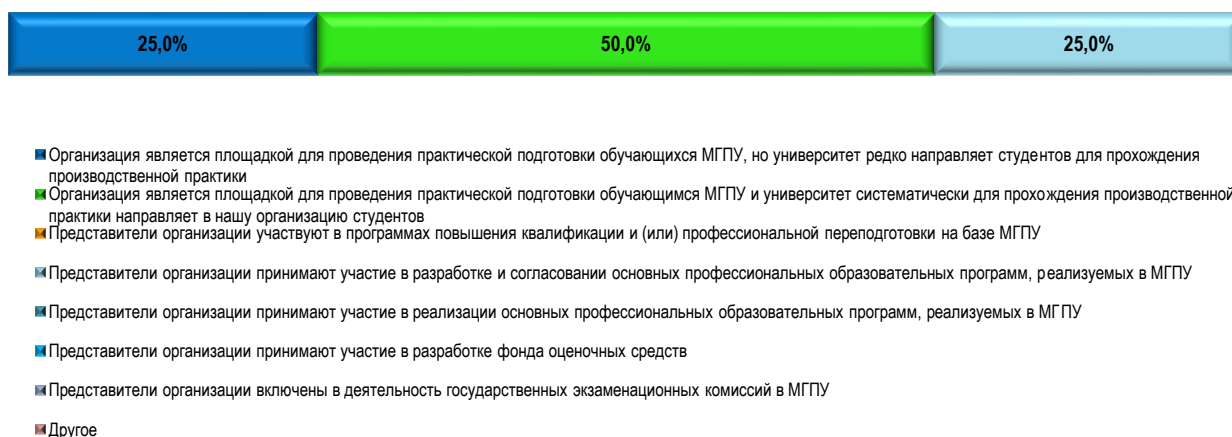 25,0% 50,0% 25,0%
Организация является площадкой для проведения практической подготовки обучающихся МГПУ, но университет редко направляет студентов для прохождения
производственной практики
Организация является площадкой для проведения практической подготовки обучающимся МГПУ и университет систематически для прохождения производственной
практики направляет в нашу организацию студентов
Представители организации участвуют в программах повышения квалификации и (или) профессиональной переподготовки на базе МГПУ
Представители организации принимают участие в разработке и согласовании основных профессиональных образовательных программ, реализуемых в МГПУ
Представители организации принимают участие в реализации основных профессиональных образовательных программ, реализуемых в МГПУ
Представители организации принимают участие в разработке фонда оценочных средств
Представители организации включены в деятельность государственных экзаменационных комиссий в МГПУ
Другое